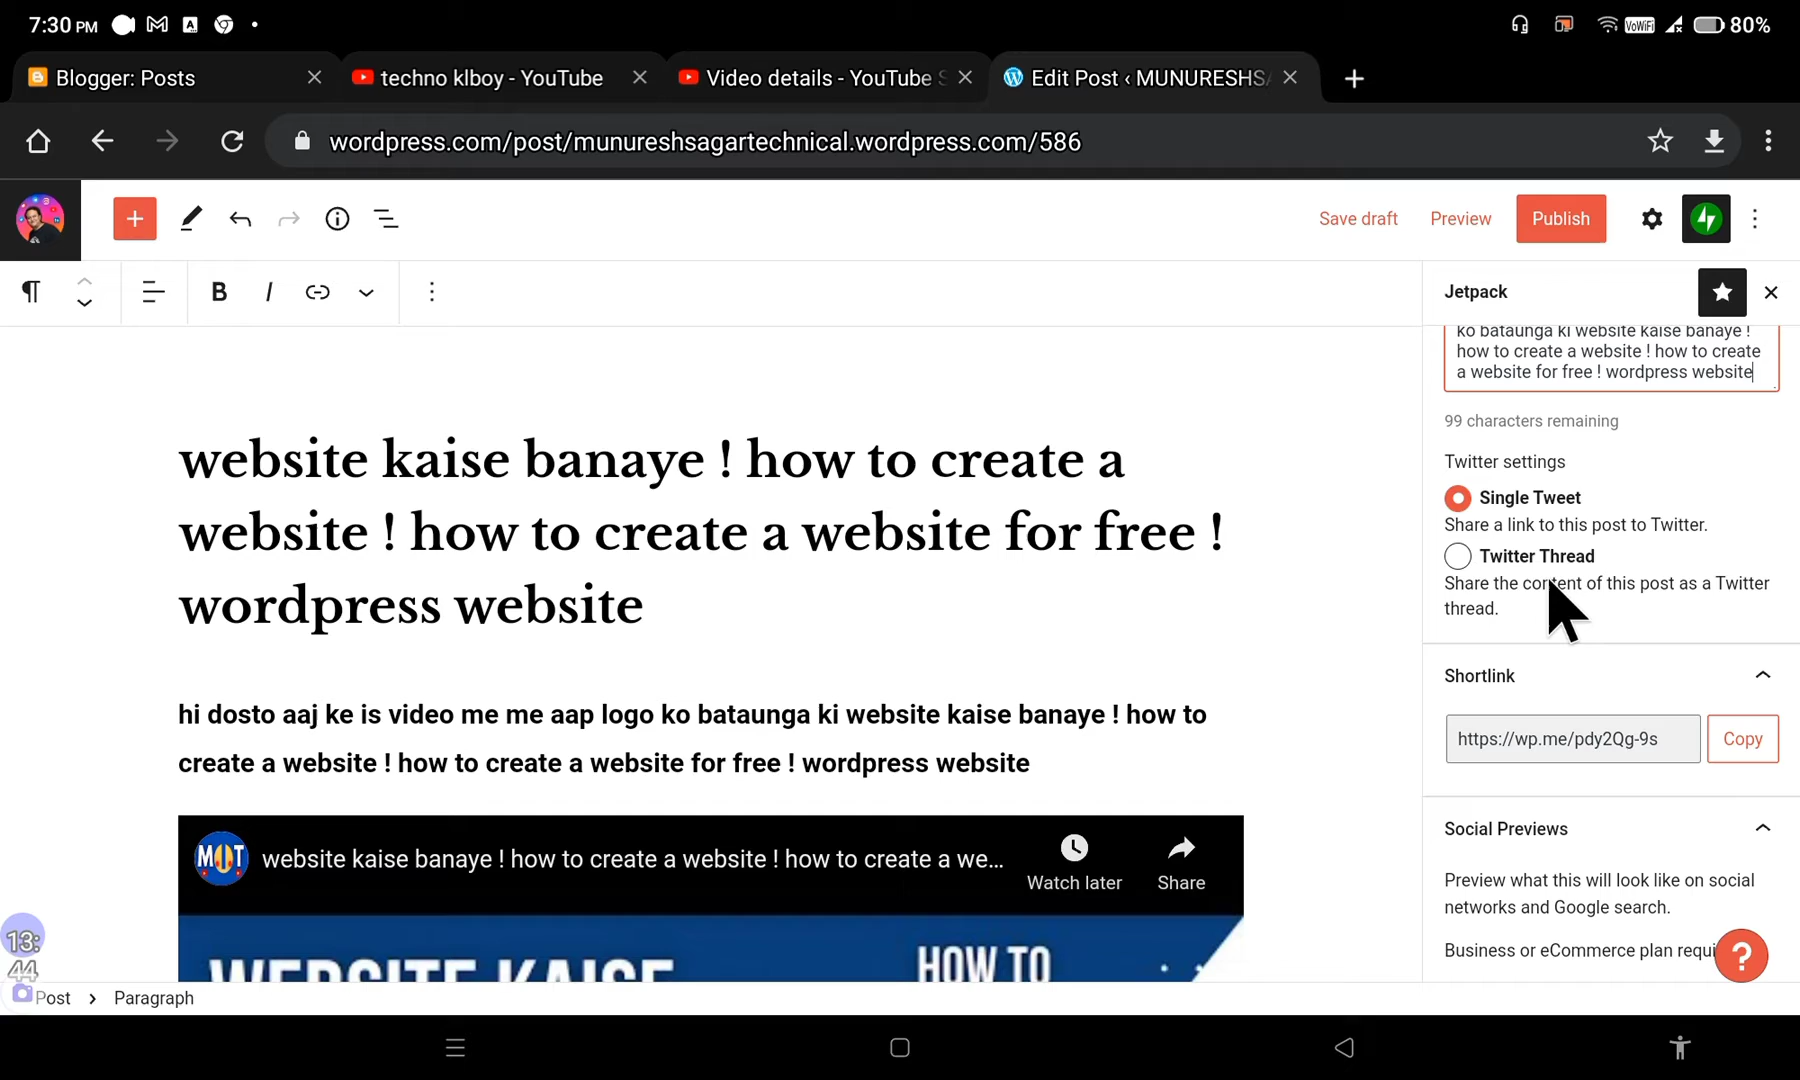 7:30 PM
VoWiFi
80%
Blogger: Posts
techno klboy - YouTube
Video details - YouTube S
Edit Post ‹ MUNURESHSA
wordpress.com/post/munureshsagartechnical.wordpress.com/586
Save draft
Preview
Publish
B
I
Jetpack
ko bataunga ki website kaise banaye !
how to create a website ! how to create
a website for free ! wordpress website
99 characters remaining
Twitter settings
Single Tweet
Share a link to this post to Twitter.
Twitter Thread
Share the content of this post as a Twitter
thread.
Shortlink
https://wp.me/pdy2Qg-9s
Copy
Social Previews
Preview what this will look like on social
networks and Google search.
Business or eCommerce plan requi
?
website kaise banaye ! how to create a
website ! how to create a website for free !
wordpress website
hi dosto aaj ke is video me me aap logo ko bataunga ki website kaise banaye ! how to
create a website ! how to create a website for free ! wordpress website
MUT
website kaise banaye ! how to create a website ! how to create a we...
Watch later
Share
WEBSITE KAISE
HOW TO
13:
44
Post
Paragraph